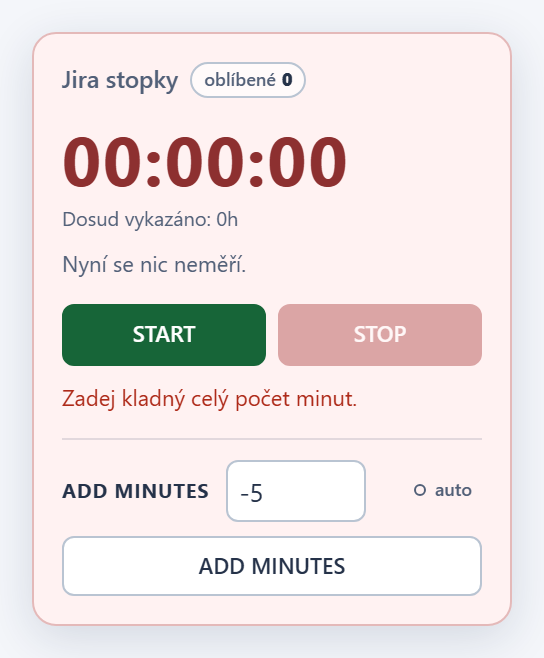 Jira stopky oblíbené 0
00:00:00
Dosud vykazáno: 0h
Nyní se nic neměří.
START STOP
Zadej kladný celý počet minut.
ADD MINUTES -5 auto
ADD MINUTES